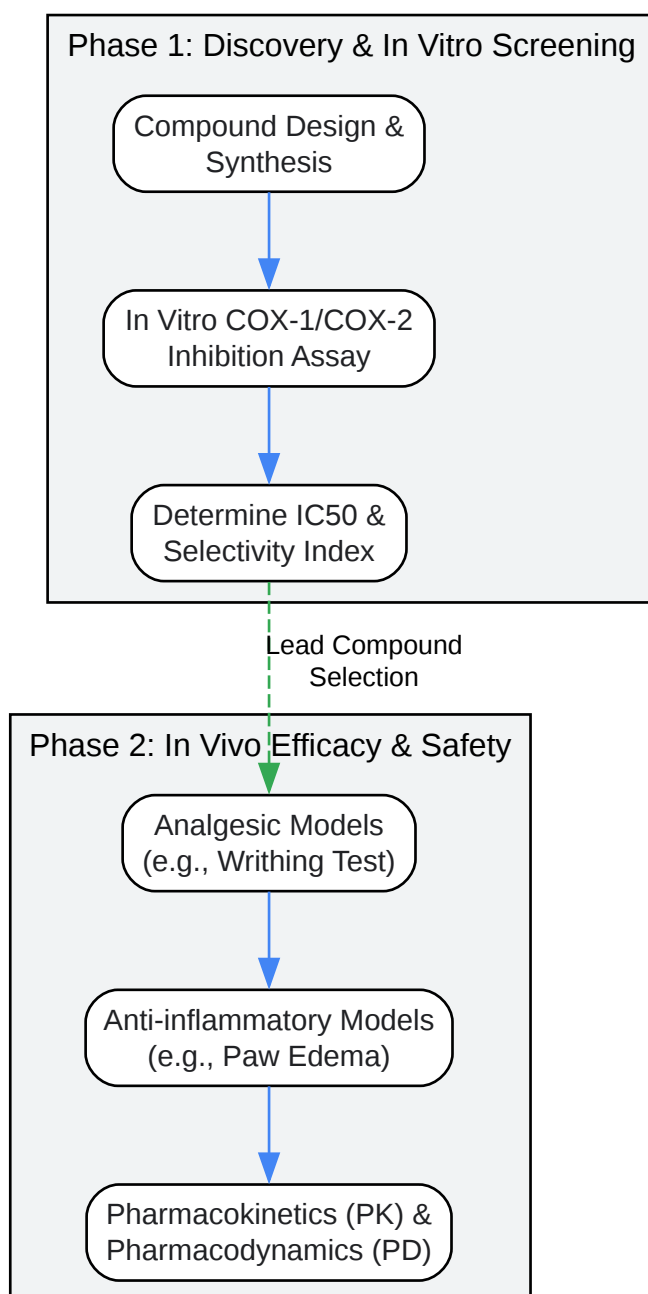 Phase 1: Discovery & In Vitro Screening
Compound Design &
Synthesis
In Vitro COX-1/COX-2
Inhibition Assay
Determine IC50 &
Selectivity Index
Lead Compound
Selection
Phase 2: In Vivo Efficacy & Safety
Analgesic Models
(e.g., Writhing Test)
Anti-inflammatory Models
(e.g., Paw Edema)
Pharmacokinetics (PK) &
Pharmacodynamics (PD)